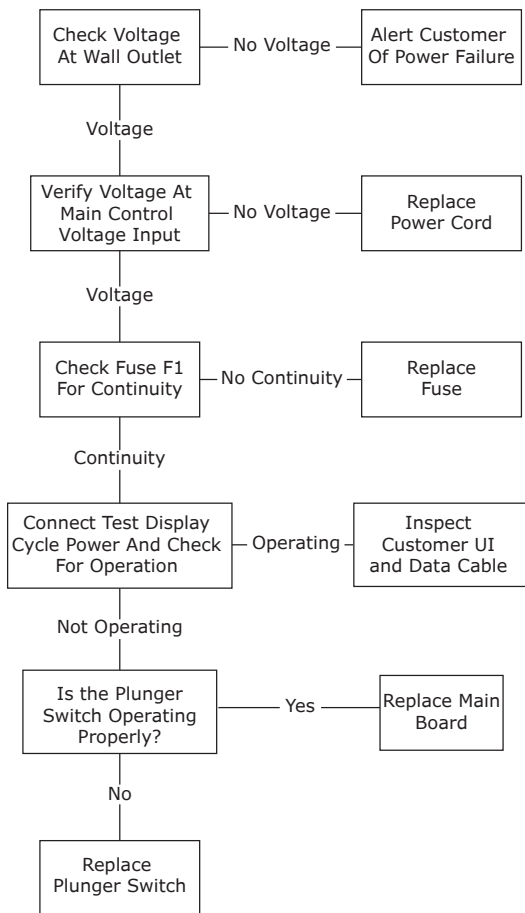 Check Voltage
At Wall Outlet
No Voltage
Alert Customer
Of Power Failure
Voltage
Verify Voltage At
Main Control
Voltage Input
No Voltage
Replace
Power Cord
Voltage
Check Fuse F1
For Continuity
No Continuity
Replace
Fuse
Continuity
Connect Test Display
Cycle Power And Check
For Operation
Operating
Inspect
Customer UI
and Data Cable
Not Operating
Is the Plunger
Switch Operating
Properly?
Yes
Replace Main
Board
No
Replace
Plunger Switch